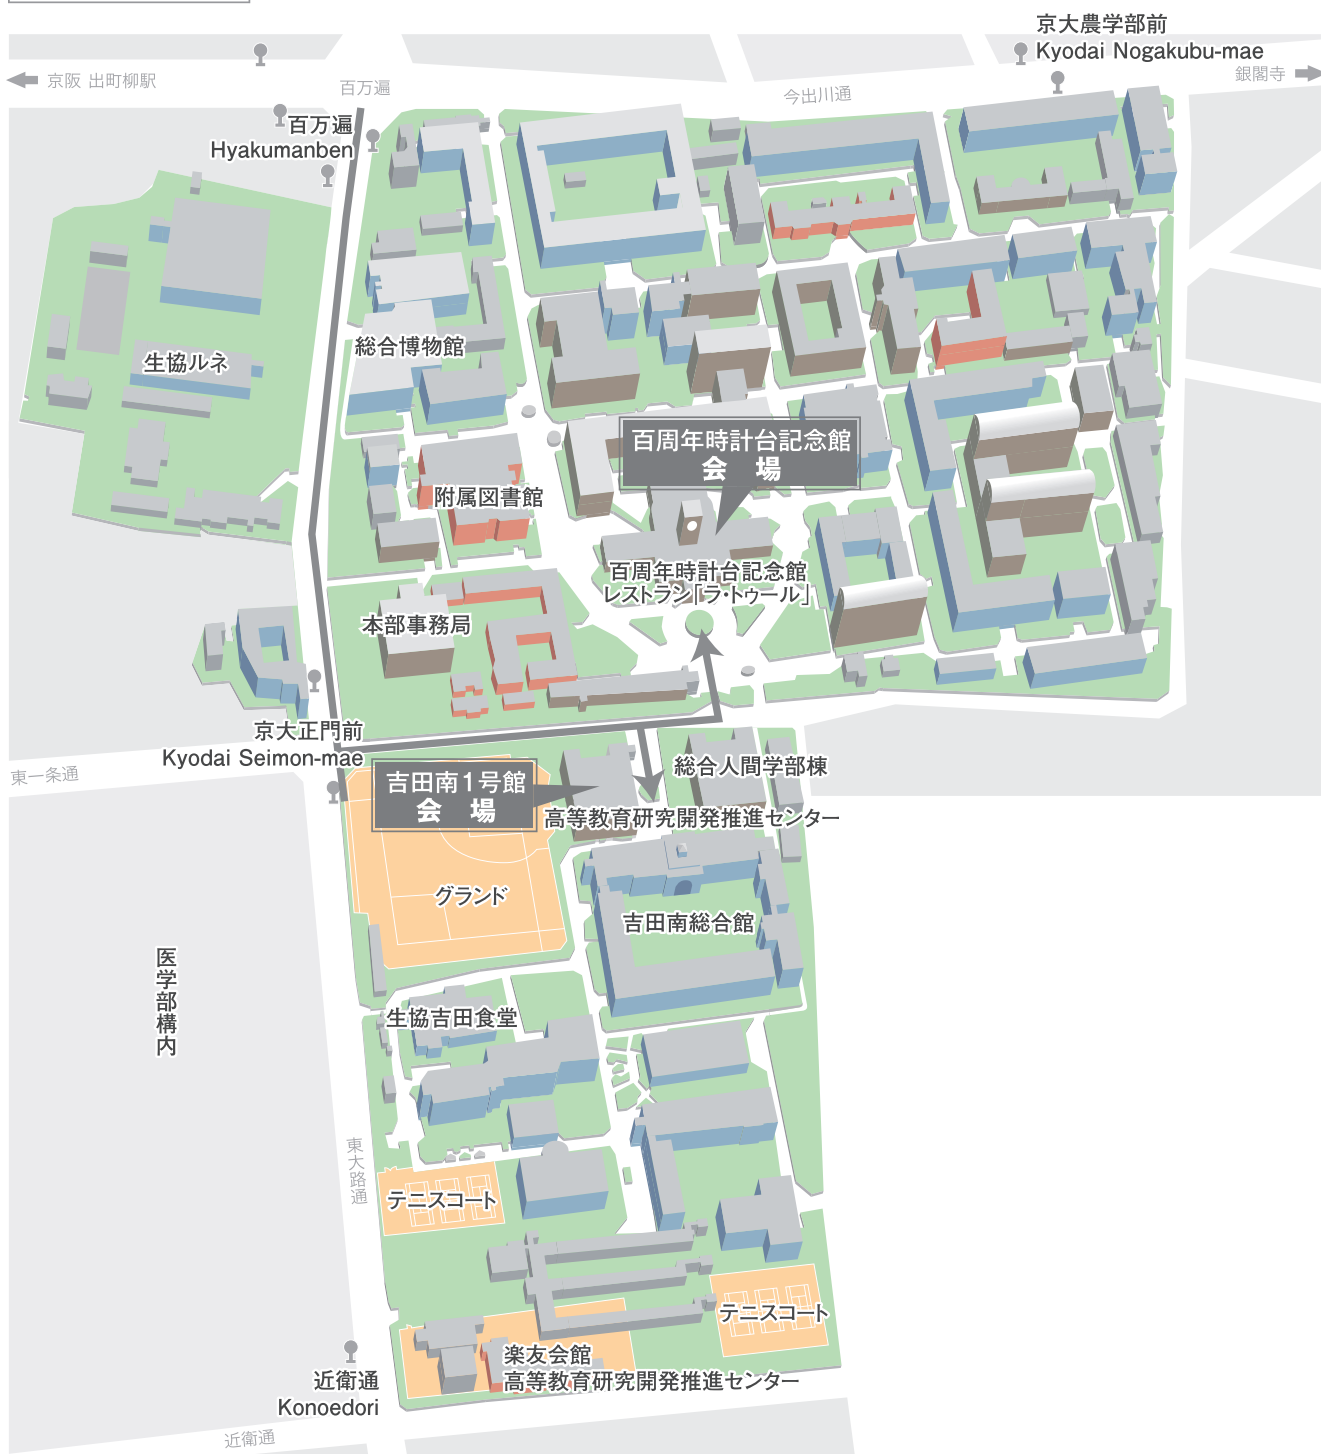 京大農学部前
Kyodai Nogakubu-mae
京阪 出町柳駅
百万遍
今出川通
銀閣寺
百万遍
Hyakumanben
総合博物館
生協ルネ
百周年時計台記念館
会 場
附属図書館
百周年時計台記念館
レストラン「ラ・トゥール」
本部事務局
京大正門前
Kyodai Seimon-mae
東一条通
吉田南1号館
会 場
総合人間学部棟
高等教育研究開発推進センター
グランド
吉田南総合館
医学部構内
生協吉田食堂
東大路通
テニスコート
テニスコート
楽友会館
高等教育研究開発推進センター
近衛通
Konoedori
近衛通